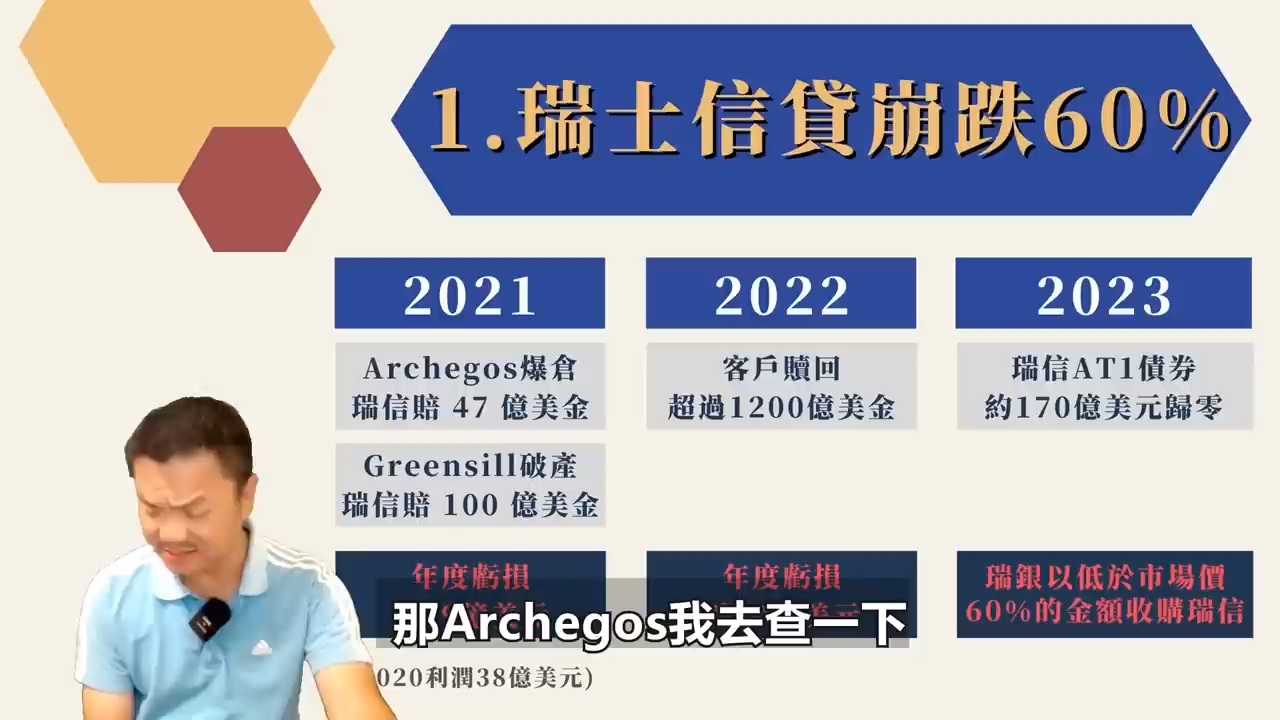 1.瑞士信貸崩跌60%
2021
Archegos爆倉
瑞信賠 47 億美金
Greensill破產
瑞信賠 100 億美金
年度虧損
2022
客戶贖回
超過1200億美金
年度虧損
2023
瑞信AT1債券
約170億美元歸零
瑞銀以低於市場價
60%的金額收購瑞信
020利潤38億美元)
那Archegos我去查一下